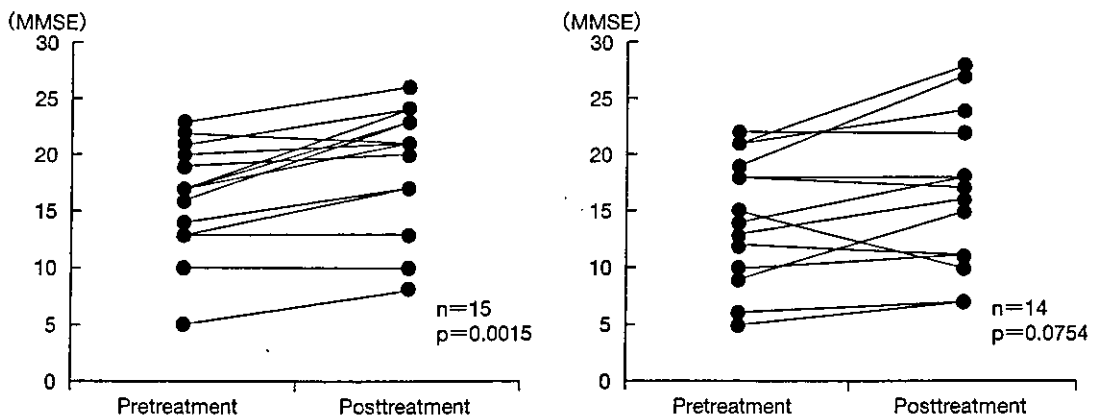 (MMSE)
30
25
20
15
10
5
0
n=15
p=0.0015
Pretreatment Posttreatment
(MMSE)
30
25
20
15
10
5
0
n=14
p=0.0754
Pretreatment Posttreatment